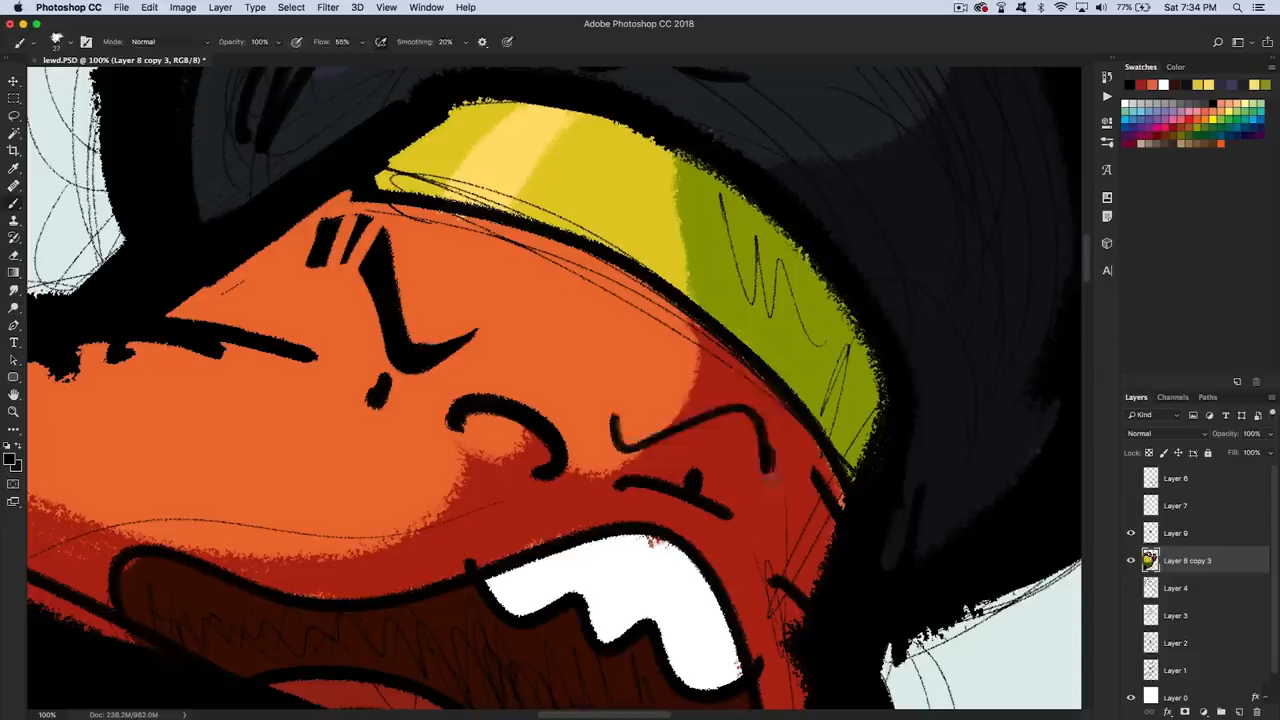 Photoshop CC File Edit Image Layer Type Select Filter 3D View Window Help 77% Sat 7:34 PM
Adobe Photoshop CC 2018
27 Mode: Normal Opacity: 100% Flow: 55% Smoothing: 20%
lewd.PSD @ 100% (Layer 8 copy 3, RGB/8) *
Swatches Color
Layers Channels Paths
Kind
Normal Opacity: 100%
Lock: Fill: 100%
Layer 6
Layer 7
Layer 9
Layer 8 copy 3
Layer 4
Layer 3
Layer 2
Layer 1
Layer 0 fx
100% Doc: 238.2M/982.0M